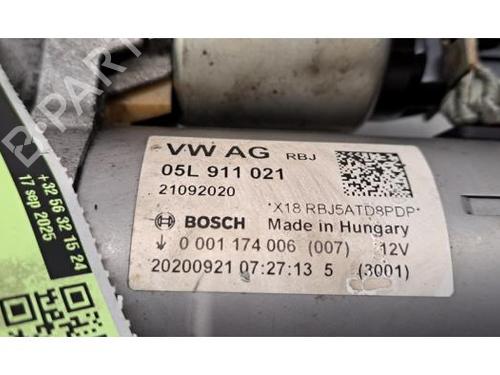 VW AG RBJ
05L 911 021
21092020
*X18 RBJ5ATD8PDP*
BOSCH Made in Hungary
0 001 174 006 (007) 12V
20200921 07:27:13 5 (3001)
+32 56 32 15 24
17 sep 2025
B-PARTS